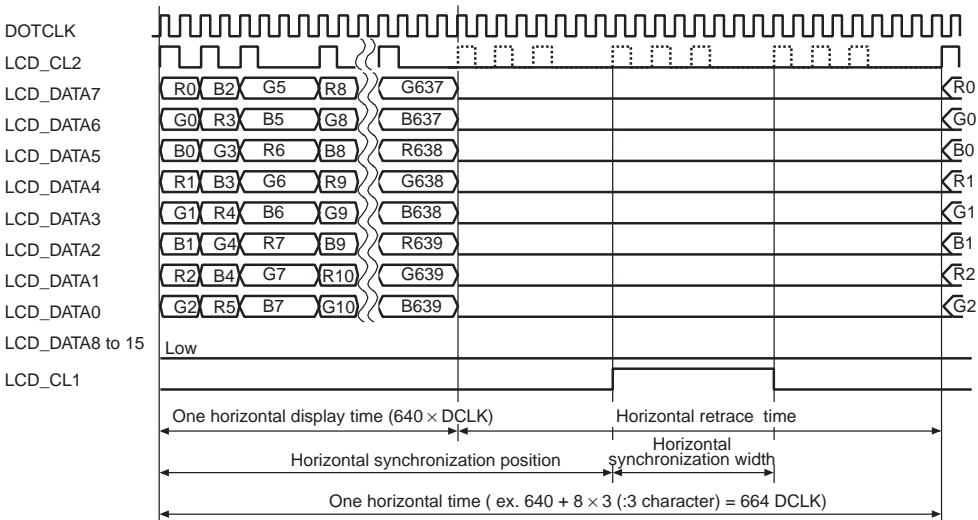 DOTCLK
LCD_CL2
LCD_DATA7 R0 B2 G5 R8 G637 R0
LCD_DATA6 G0 R3 B5 G8 B637 G0
LCD_DATA5 B0 G3 R6 B8 R638 B0
LCD_DATA4 R1 B3 G6 R9 G638 R1
LCD_DATA3 G1 R4 B6 G9 B638 G1
LCD_DATA2 B1 G4 R7 B9 R639 B1
LCD_DATA1 R2 B4 G7 R10 G639 R2
LCD_DATA0 G2 R5 B7 G10 B639 G2
LCD_DATA8 to 15 Low
LCD_CL1
One horizontal display time (640 × DCLK) Horizontal retrace time
Horizontal synchronization position Horizontal
synchronization width
One horizontal time ( ex. 640 + 8 × 3 (:3 character) = 664 DCLK)